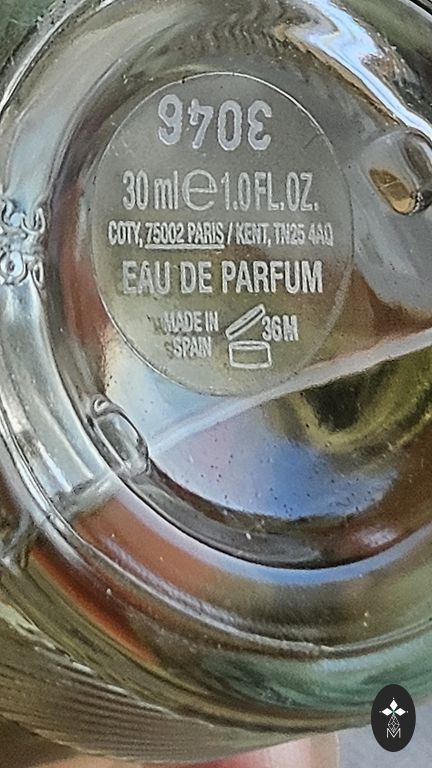 3046
30 ml e 1.0 FL.OZ.
COTY, 75002 PARIS / KENT, TN25 4AQ
EAU DE PARFUM
MADE IN
SPAIN
36M
M